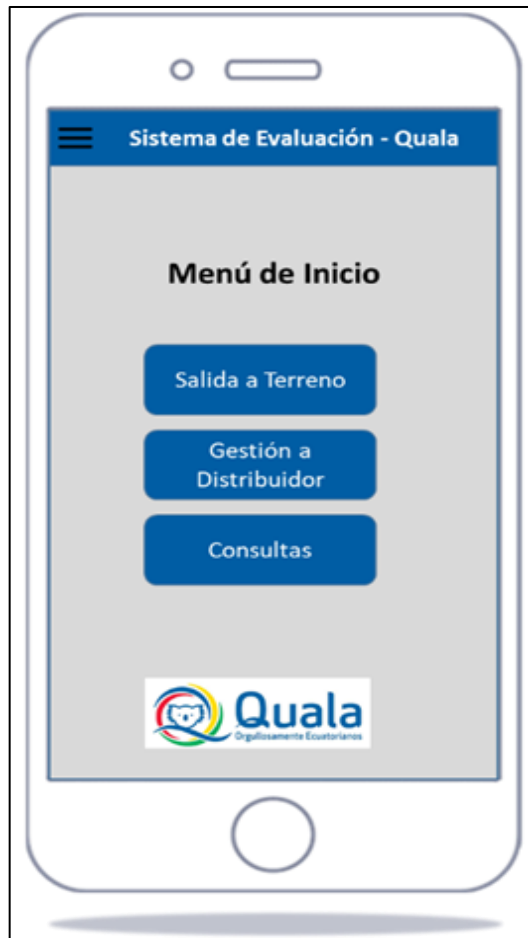 Sistema de Evaluación - Quala
Menú de Inicio
Salida a Terreno
Gestión a
Distribuidor
Consultas
Quala
Orgullosamente Ecuatorianos